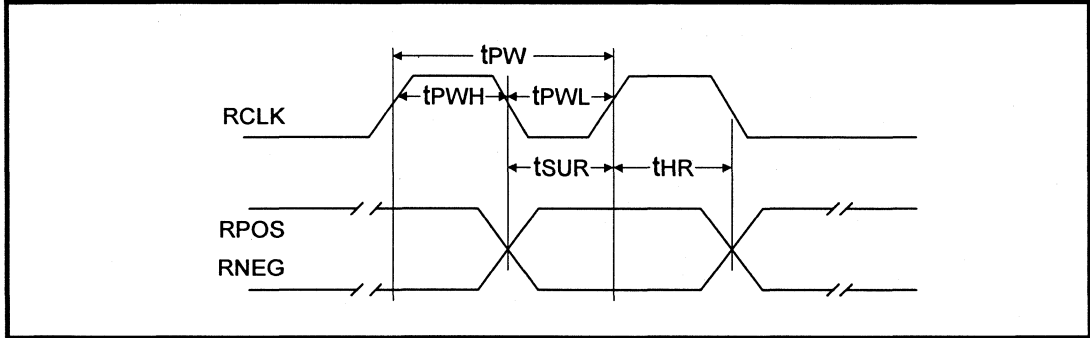 tPW
tPWH tPWL
RCLK
tSUR tHR
RPOS
RNEG